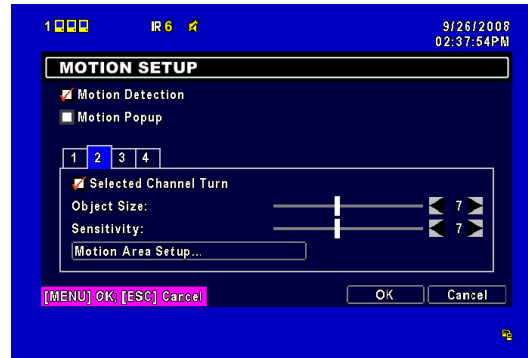 1 IR 6 9/26/2008
02:37:54PM
MOTION SETUP
Motion Detection
Motion Popup
1 2 3 4
Selected Channel Turn
Object Size: 7
Sensitivity: 7
Motion Area Setup...
[MENU] OK, [ESC] Cancel OK Cancel